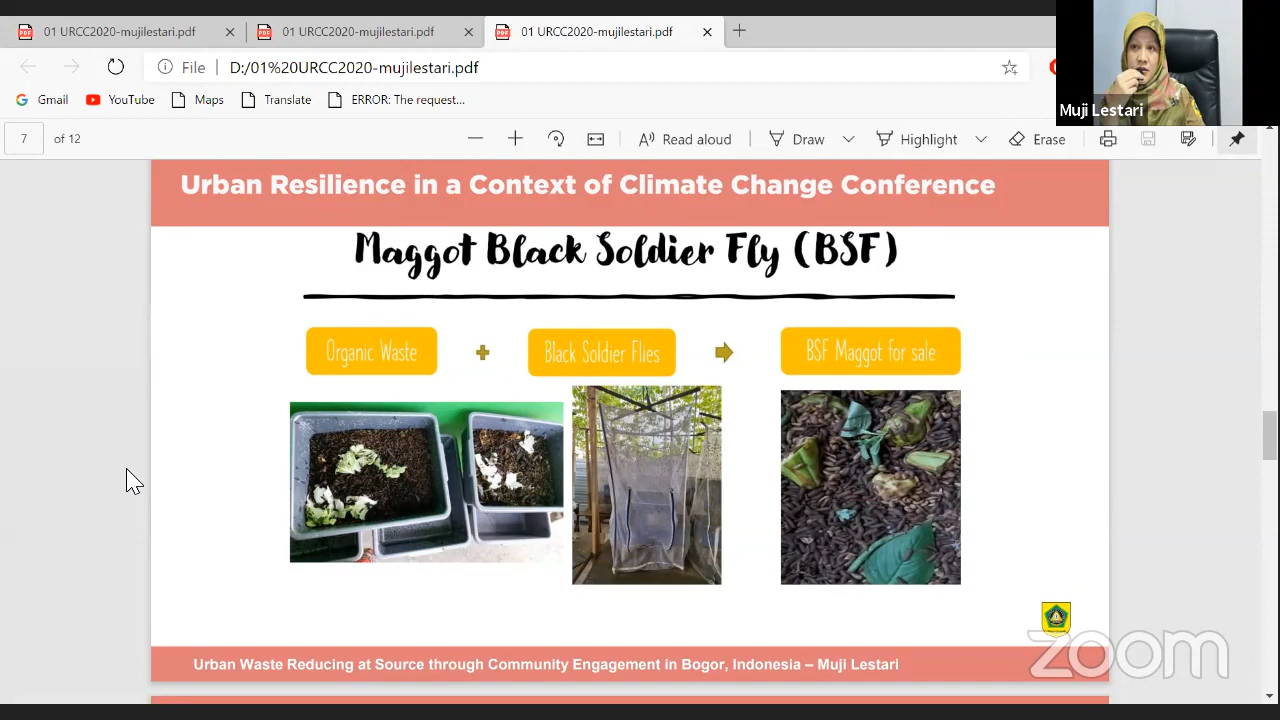 01 URCC2020-mujilestari.pdf
01 URCC2020-mujilestari.pdf
01 URCC2020-mujilestari.pdf
File
D:/01%20URCC2020-mujilestari.pdf
Gmail
YouTube
Maps
Translate
ERROR: The request...
Muji Lestari
7
of 12
Read aloud
Draw
Highlight
Erase
Urban Resilience in a Context of Climate Change Conference
Maggot Black Soldier Fly (BSF)
Organic Waste
Black Soldier Flies
BSF Maggot for sale
zoom
Urban Waste Reducing at Source through Community Engagement in Bogor, Indonesia – Muji Lestari